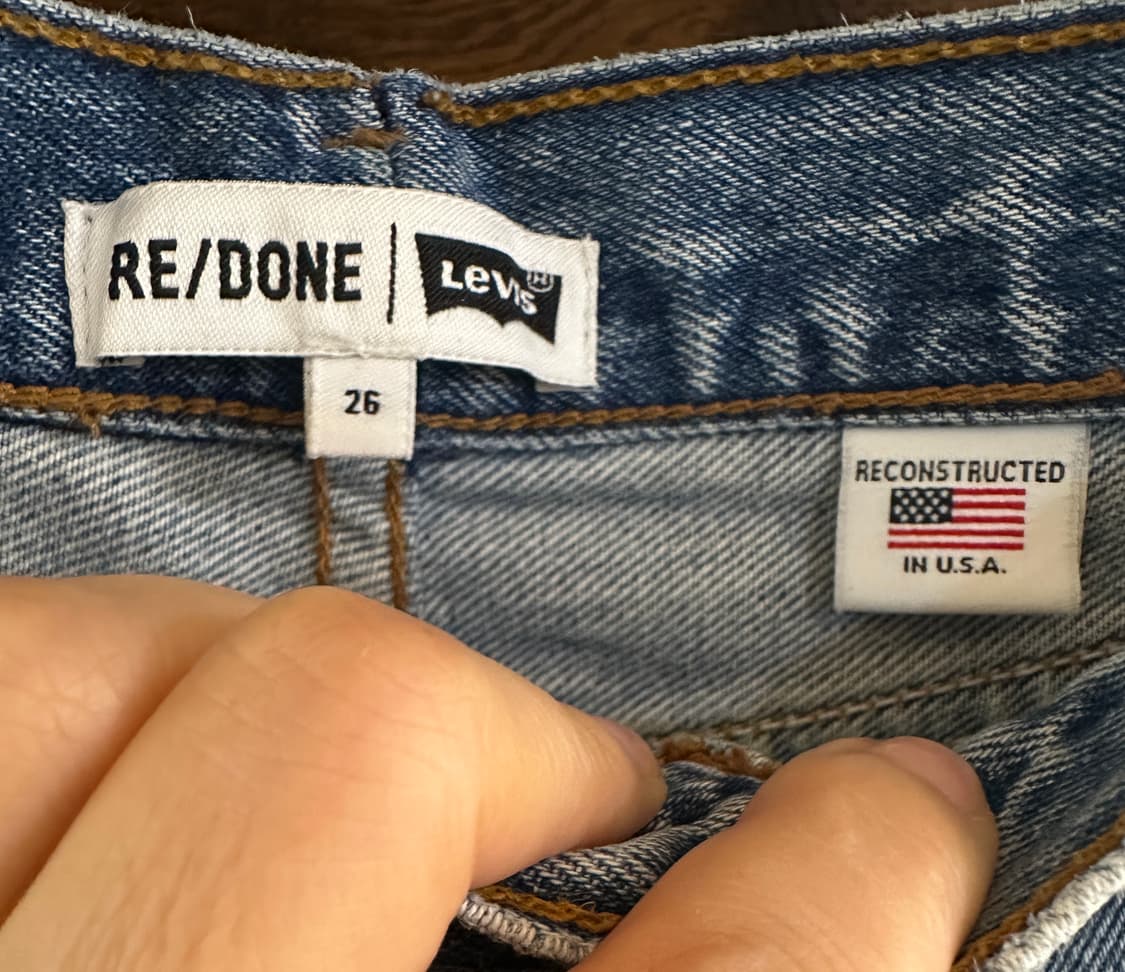 RE/DONE | Levi's®
26
RECONSTRUCTED
IN U.S.A.